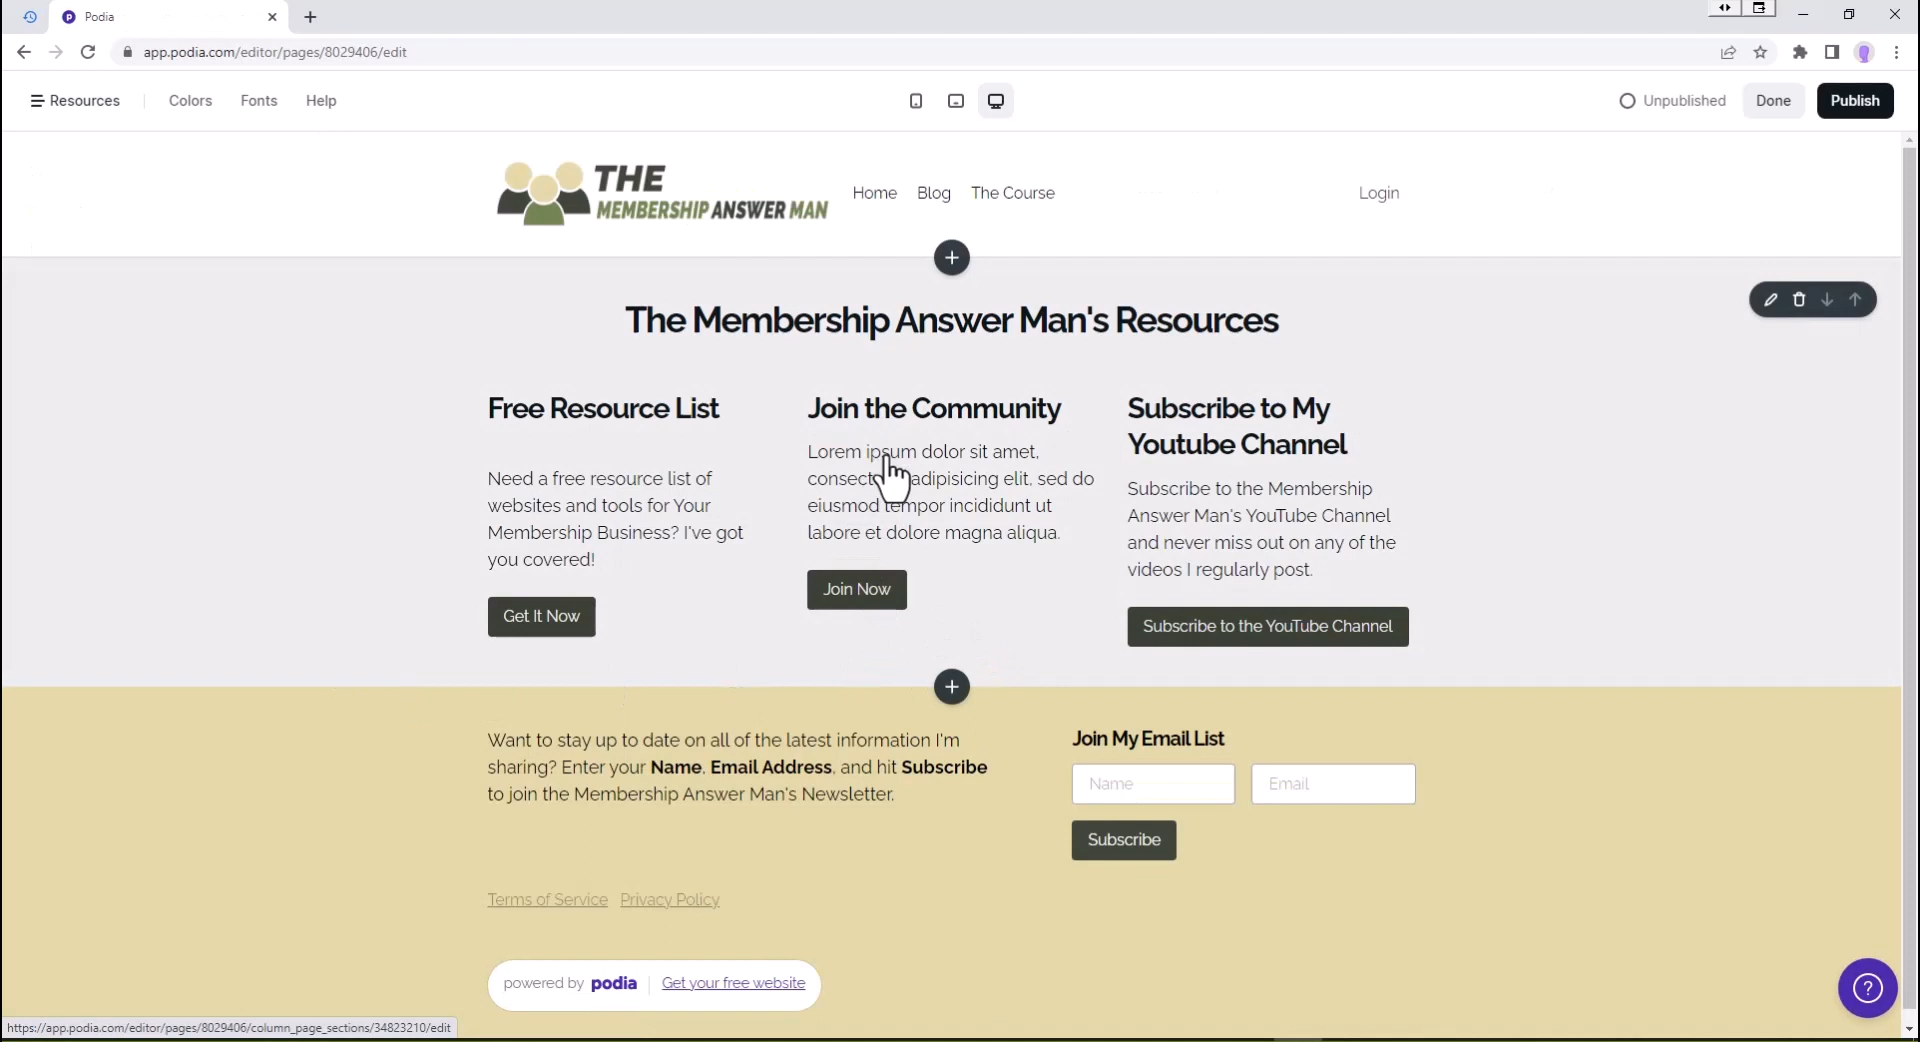 Podia
app.podia.com/editor/pages/8029406/edit
Resources Colors Fonts Help Unpublished Done Publish
THE
MEMBERSHIP ANSWER MAN
Home Blog The Course Login
The Membership Answer Man's Resources
Free Resource List
Need a free resource list of
websites and tools for Your
Membership Business? I've got
you covered!
Get It Now
Join the Community
Lorem ipsum dolor sit amet,
consect adipisicing elit, sed do
eiusmod tempor incididunt ut
labore et dolore magna aliqua.
Join Now
Subscribe to My
Youtube Channel
Subscribe to the Membership
Answer Man's YouTube Channel
and never miss out on any of the
videos I regularly post.
Subscribe to the YouTube Channel
Want to stay up to date on all of the latest information I'm
sharing? Enter your Name, Email Address, and hit Subscribe
to join the Membership Answer Man's Newsletter.
Join My Email List
Name Email
Subscribe
Terms of Service Privacy Policy
powered by podia Get your free website
https://app.podia.com/editor/pages/8029406/column_page_sections/34823210/edit